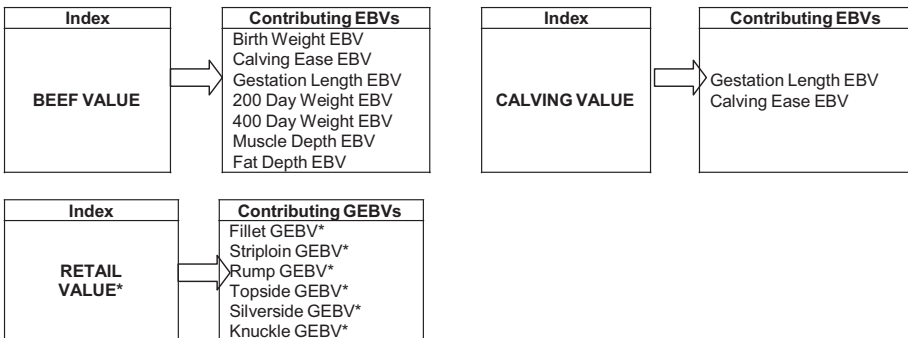 Index
Contributing EBVs
BEEF VALUE
Birth Weight EBV
Calving Ease EBV
Gestation Length EBV
200 Day Weight EBV
400 Day Weight EBV
Muscle Depth EBV
Fat Depth EBV
Index
Contributing EBVs
CALVING VALUE
Gestation Length EBV
Calving Ease EBV
Index
Contributing GEBVs
RETAIL
VALUE*
Fillet GEBV*
Striploin GEBV*
Rump GEBV*
Topside GEBV*
Silverside GEBV*
Knuckle GEBV*